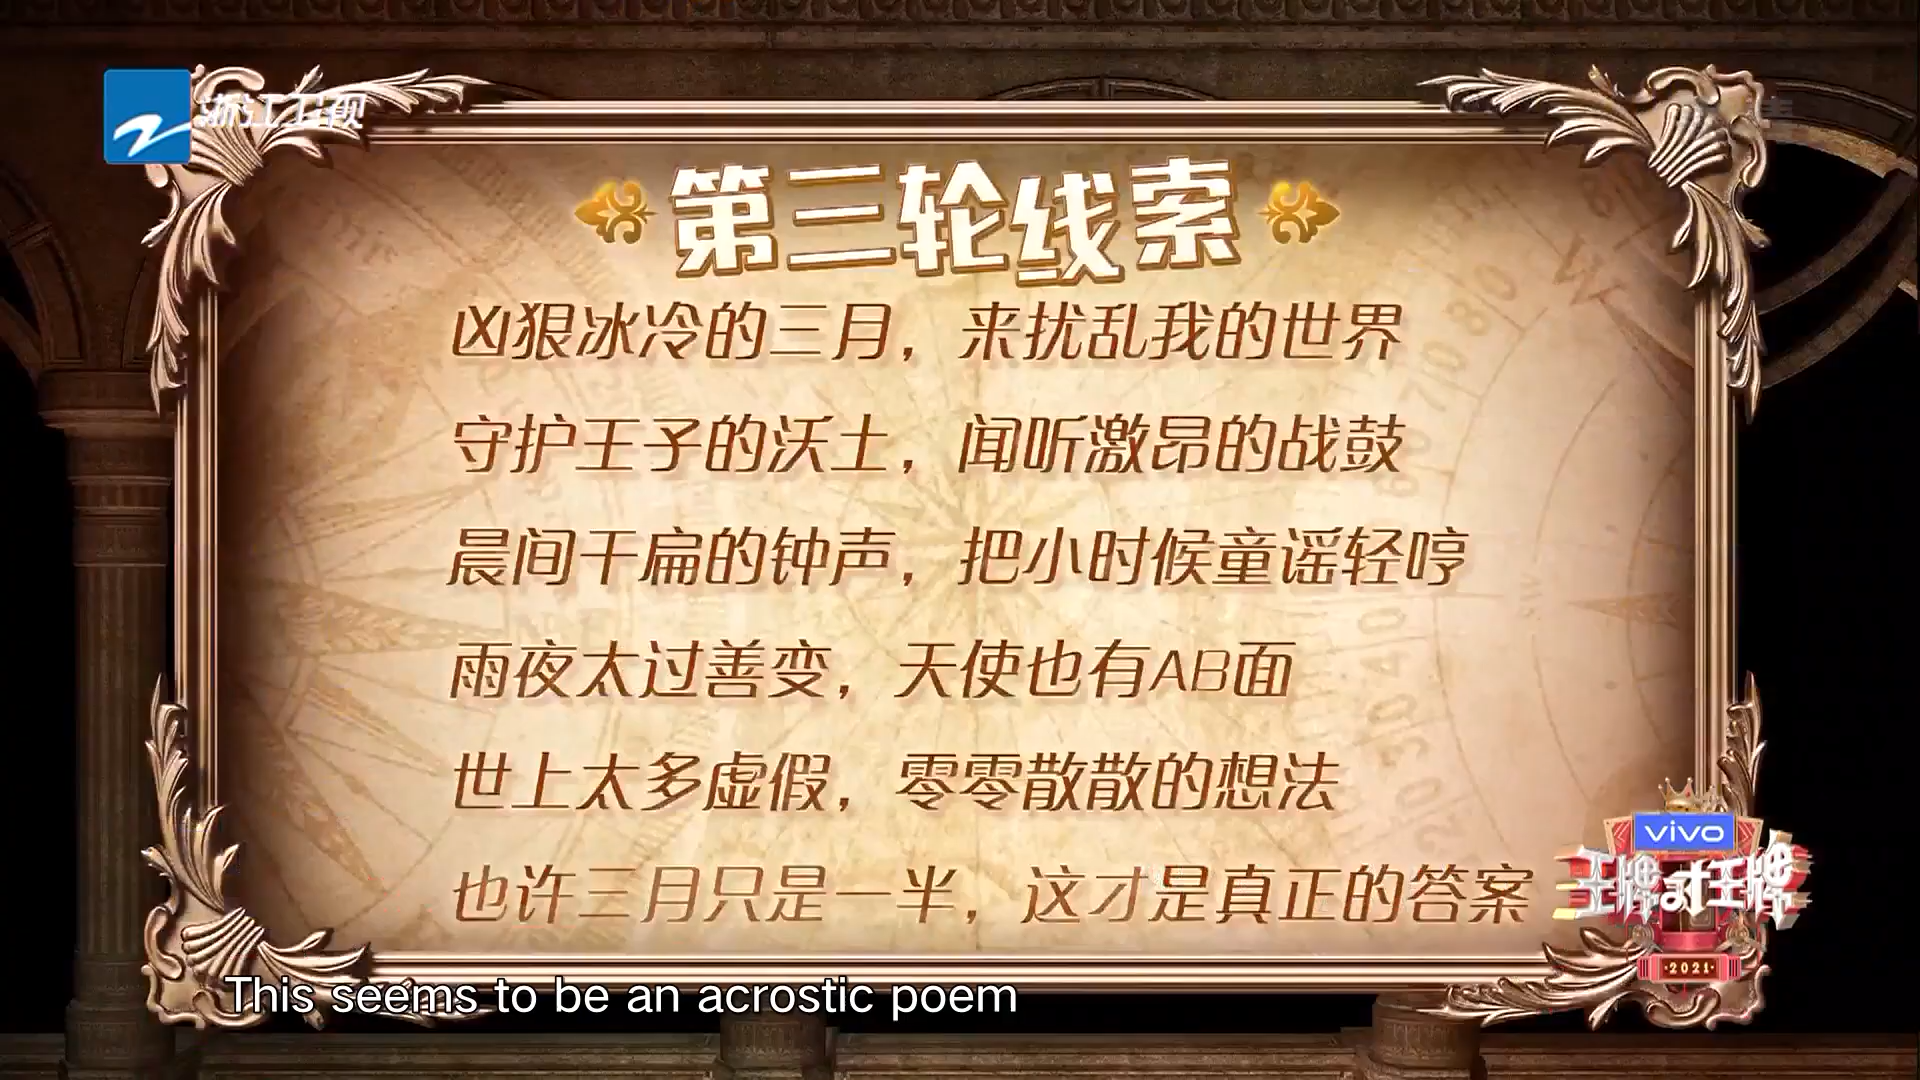 浙江卫视
第三轮线索
凶狠冰冷的三月，来扰乱我的世界
守护王子的沃土，闻听激昂的战鼓
晨间干扁的钟声，把小时候童谣轻哼
雨夜太过善变，天使也有AB面
世上太多虚假，零零散散的想法
也许三月只是一半，这才是真正的答案
vivo
王牌对王牌
·2021·
This seems to be an acrostic poem